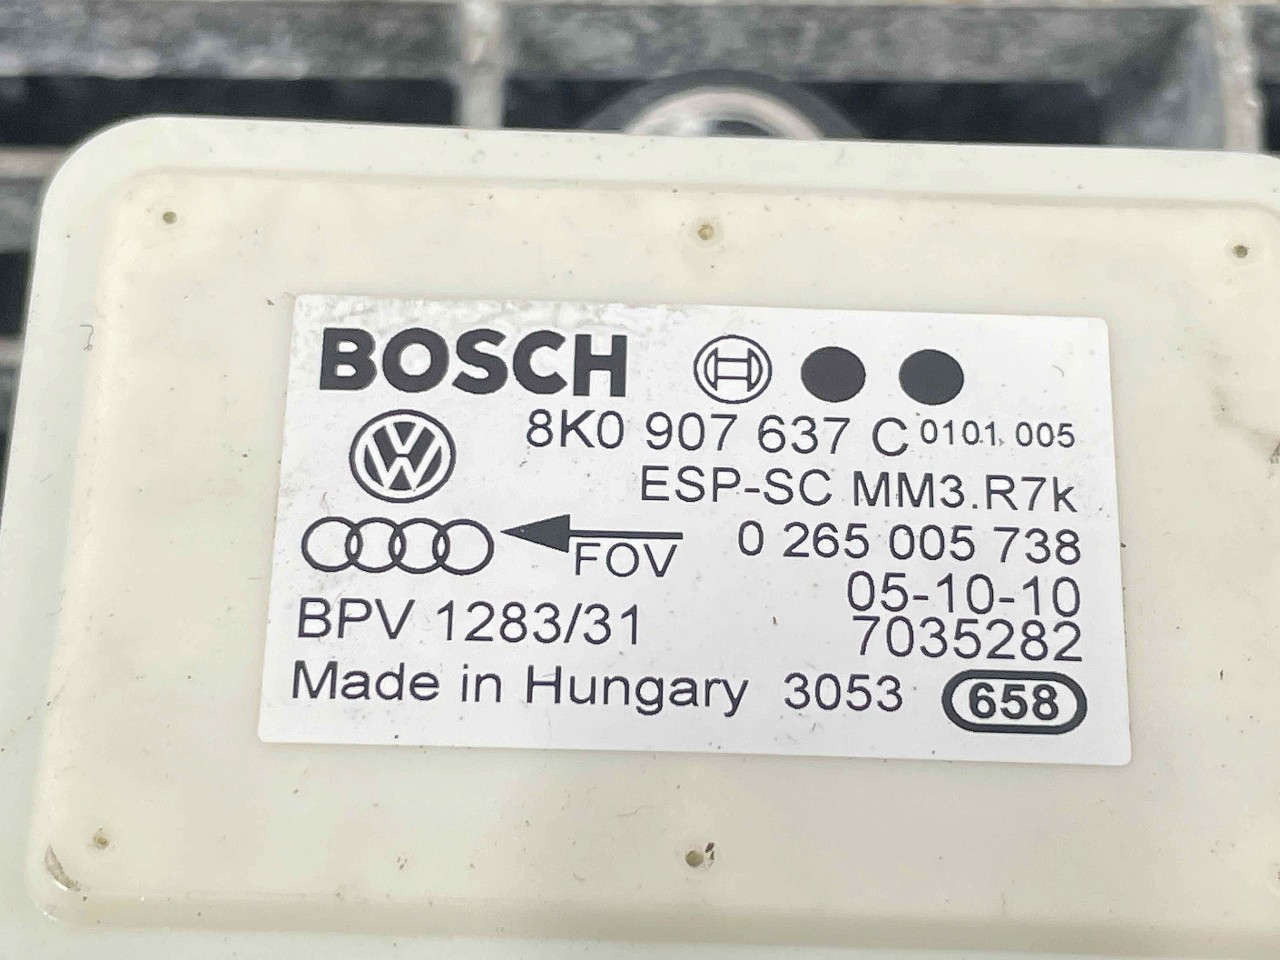 BOSCH
8K0 907 637 C 0101 005
ESP-SC MM3.R7k
FOV 0 265 005 738
05-10-10
BPV 1283/31 7035282
Made in Hungary 3053 658